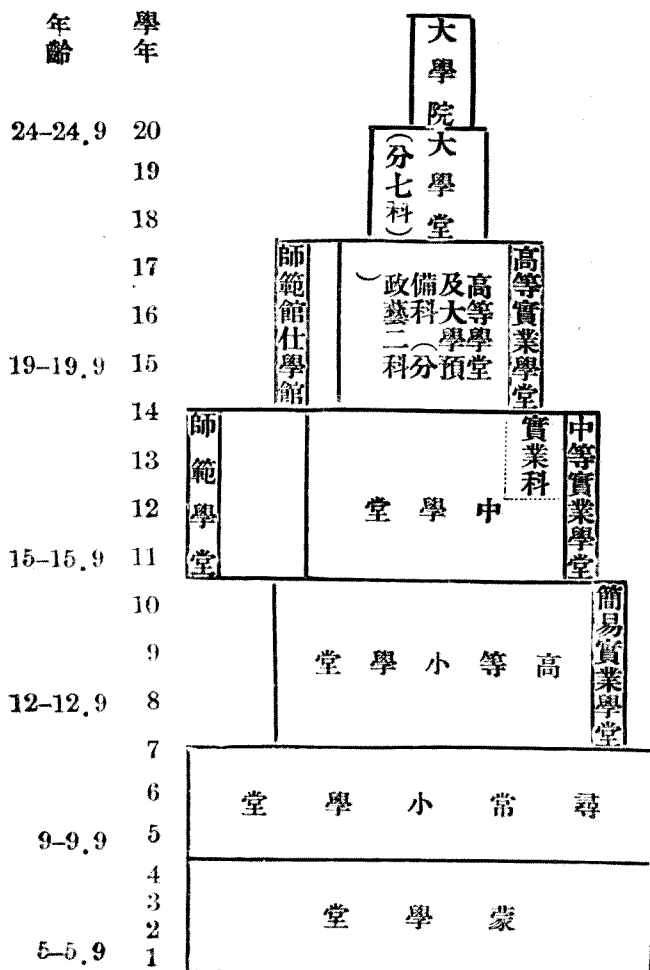 年齡
學年
大學院
24–24.9 20
大學堂
(分七科)
19
18
17
16
19–19.9 15
師範館仕學館
高等學堂
及大學預
備科(分
政藝二科
)
高等實業學堂
14
13
12
15–15.9 11
師範學堂
中學堂
實業科
中等實業學堂
10
9
12–12.9 8
高等小學堂
簡易實業學堂
7
6
9–9.9 5
尋常小學堂
4
3
2
5–5.9 1
蒙學堂